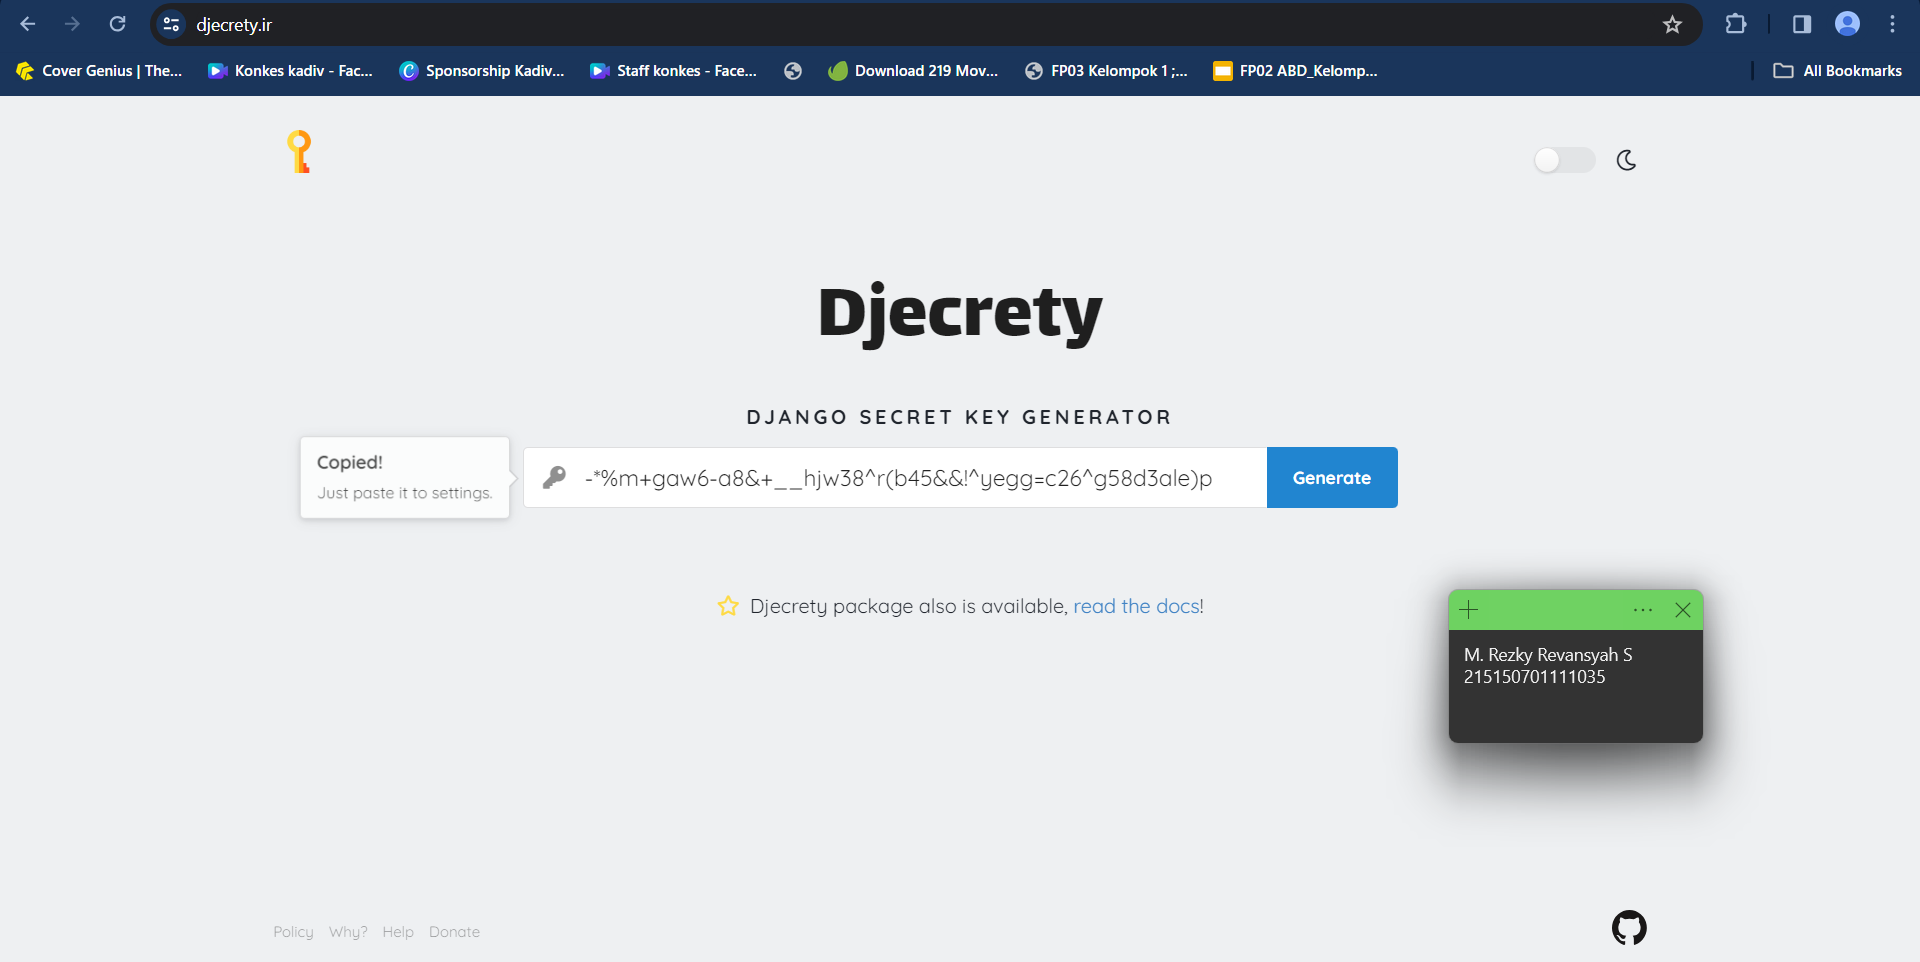 djecrety.ir
Cover Genius | The... Konkes kadiv - Fac... Sponsorship Kadiv... Staff konkes - Face... Download 219 Mov... FP03 Kelompok 1 ;... FP02 ABD_Kelomp... All Bookmarks
Djecrety
DJANGO SECRET KEY GENERATOR
Copied!
Just paste it to settings.
-*%m+gaw6-a8&+__hjw38^r(b45&&!^yegg=c26^g58d3ale)p
Generate
Djecrety package also is available, read the docs!
M. Rezky Revansyah S
215150701111035
Policy Why? Help Donate